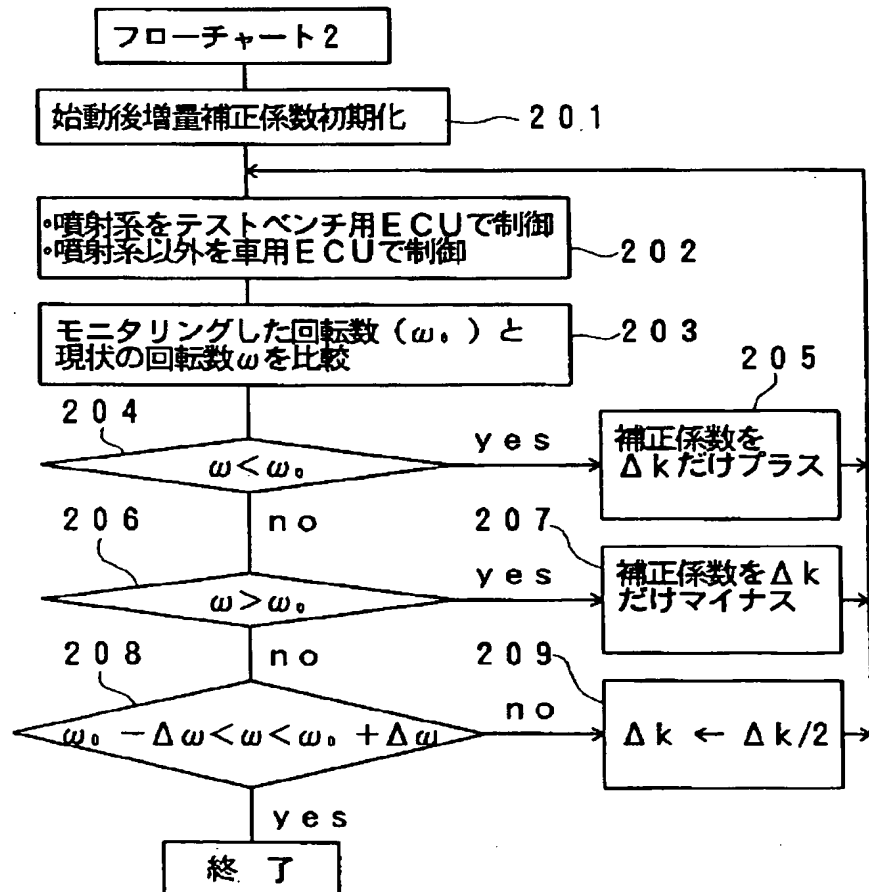 フローチャート2
始動後増量補正係数初期化
201
・噴射系をテストベンチ用ECUで制御
・噴射系以外を車用ECUで制御
202
モニタリングした回転数（ω₀）と
現状の回転数ωを比較
203
204
ω<ω₀
yes
205
補正係数を
Δkだけプラス
no
206
ω>ω₀
yes
207
補正係数をΔk
だけマイナス
no
208
ω₀−Δω<ω<ω₀+Δω
no
209
Δk ← Δk/2
yes
終了